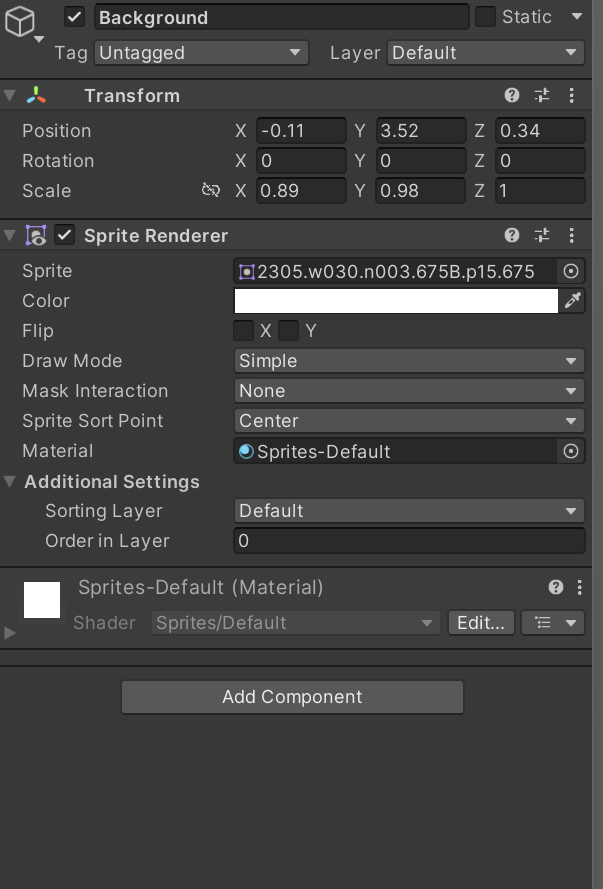 Background Static
Tag Untagged Layer Default
Transform
Position X -0.11 Y 3.52 Z 0.34
Rotation X 0 Y 0 Z 0
Scale X 0.89 Y 0.98 Z 1
Sprite Renderer
Sprite 2305.w030.n003.675B.p15.675
Color
Flip X Y
Draw Mode Simple
Mask Interaction None
Sprite Sort Point Center
Material Sprites-Default
Additional Settings
Sorting Layer Default
Order in Layer 0
Sprites-Default (Material)
Shader Sprites/Default Edit...
Add Component